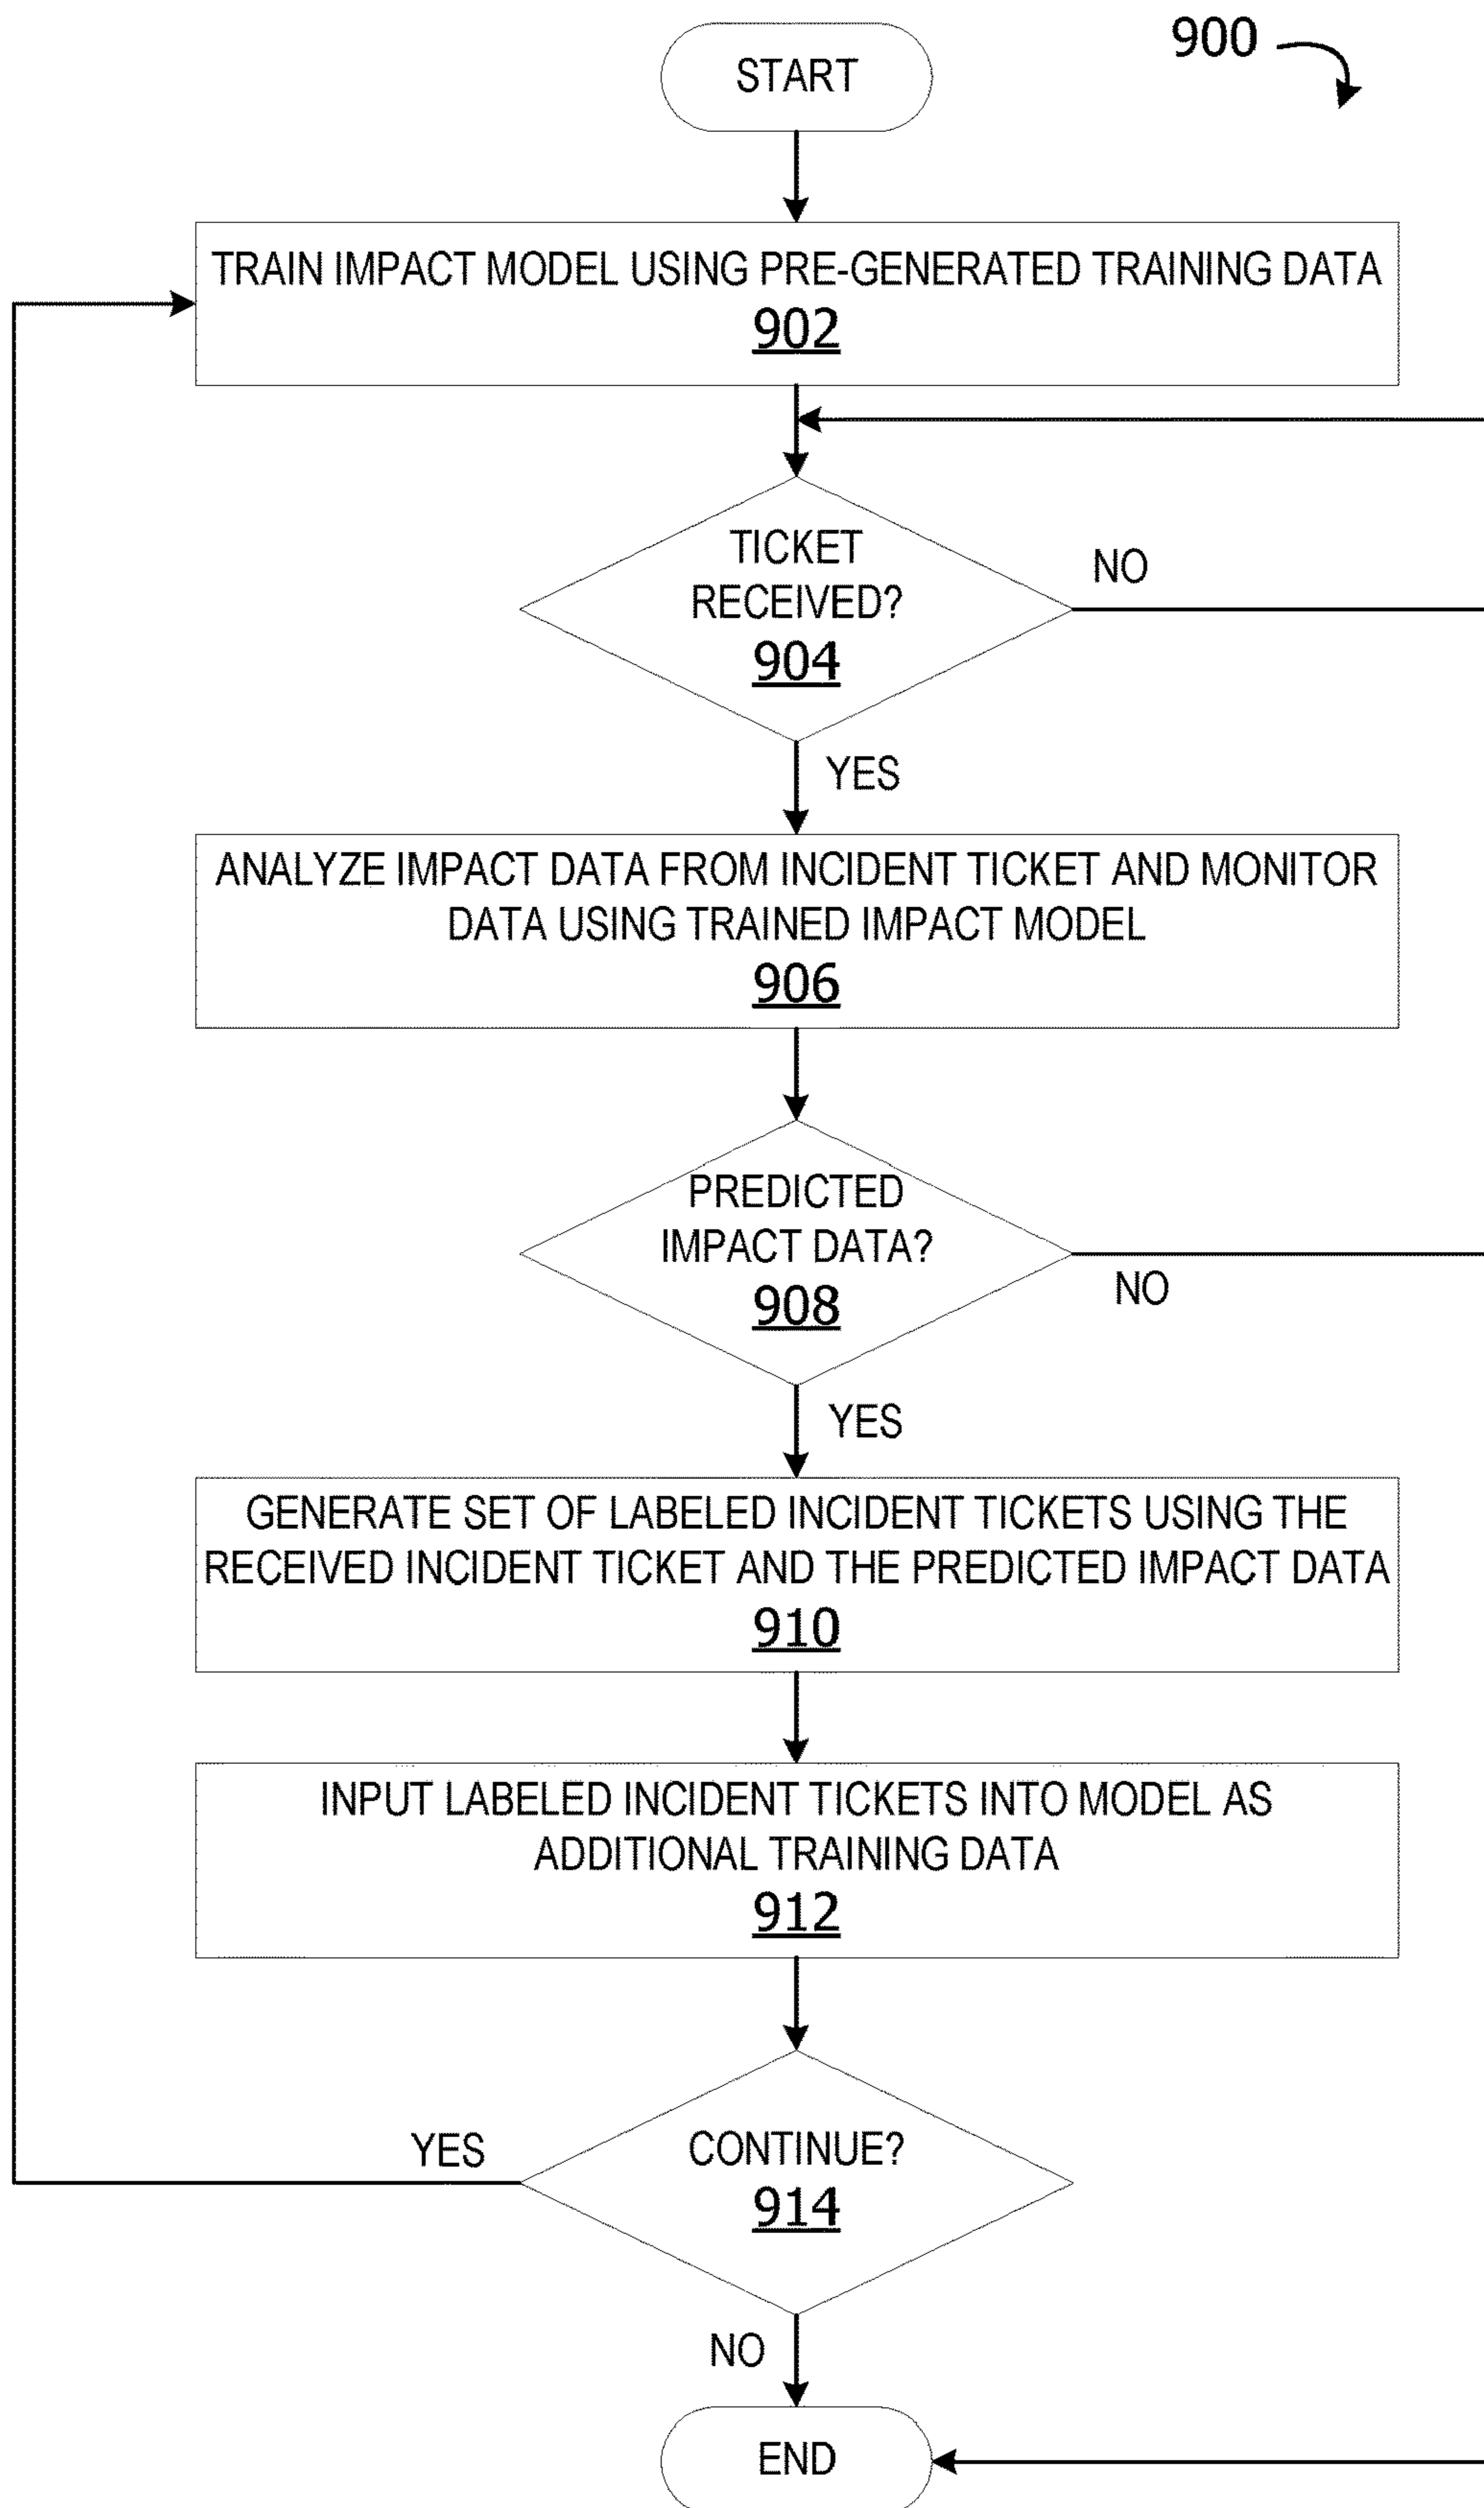 900
START
TRAIN IMPACT MODEL USING PRE-GENERATED TRAINING DATA
902
TICKET
RECEIVED?
904
NO
YES
ANALYZE IMPACT DATA FROM INCIDENT TICKET AND MONITOR
DATA USING TRAINED IMPACT MODEL
906
PREDICTED
IMPACT DATA?
908
NO
YES
GENERATE SET OF LABELED INCIDENT TICKETS USING THE
RECEIVED INCIDENT TICKET AND THE PREDICTED IMPACT DATA
910
INPUT LABELED INCIDENT TICKETS INTO MODEL AS
ADDITIONAL TRAINING DATA
912
YES
CONTINUE?
914
NO
END